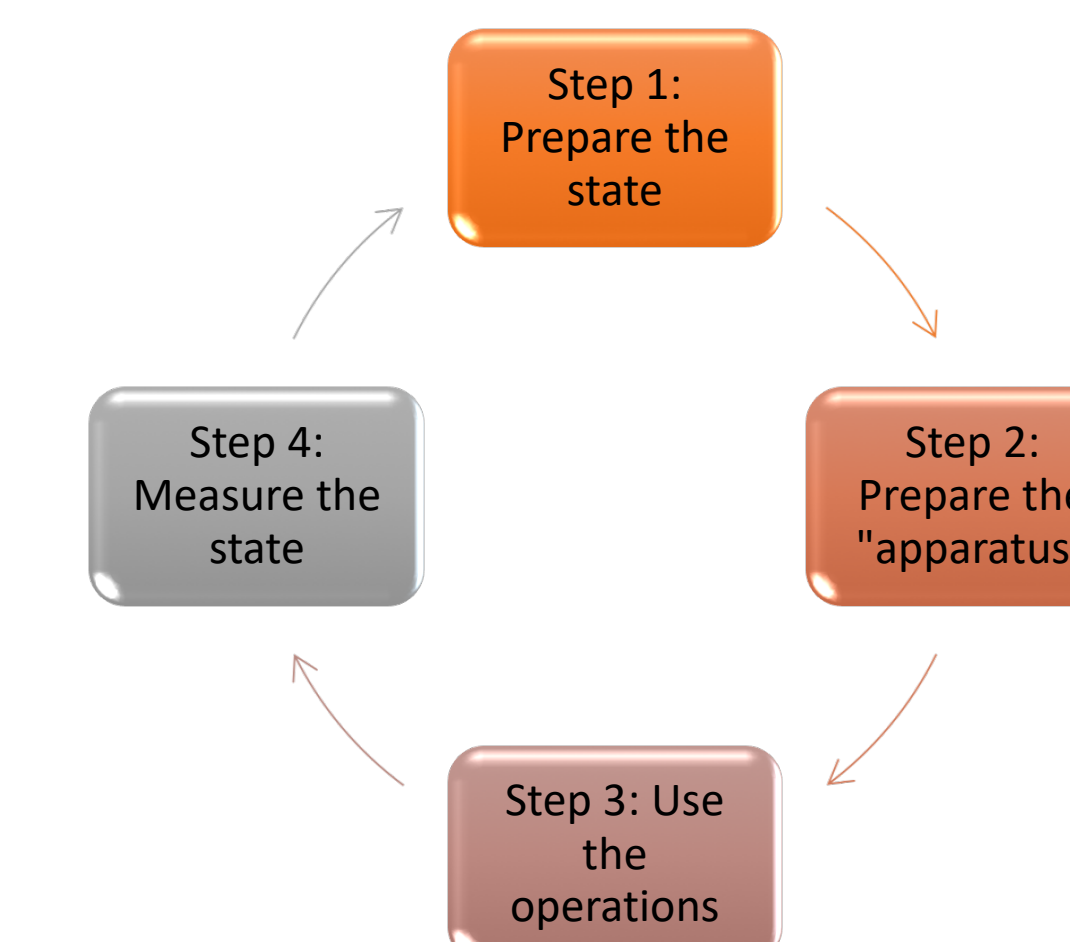 Step 1:
Prepare the
state
Step 2:
Prepare the
"apparatus
Step 3: Use
the
operations
Step 4:
Measure the
state